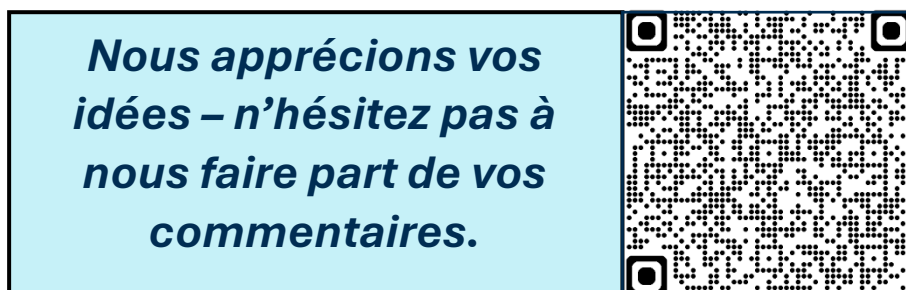 Nous apprécions vos
idées – n’hésitez pas à
nous faire part de vos
commentaires.